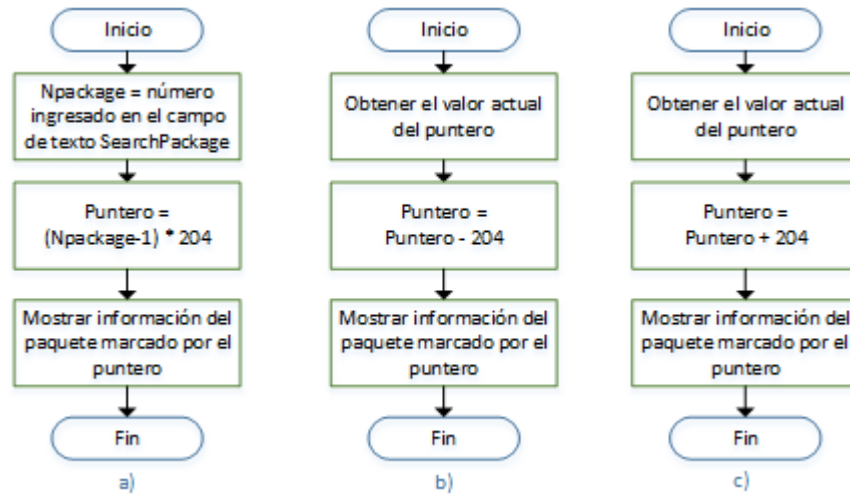 Inicio
Npackage = número
ingresado en el campo
de texto SearchPackage
Puntero =
(Npackage-1) * 204
Mostrar información del
paquete marcado por el
puntero
Fin
a)
Inicio
Obtener el valor actual
del puntero
Puntero =
Puntero - 204
Mostrar información del
paquete marcado por el
puntero
Fin
b)
Inicio
Obtener el valor actual
del puntero
Puntero =
Puntero + 204
Mostrar información del
paquete marcado por el
puntero
Fin
c)